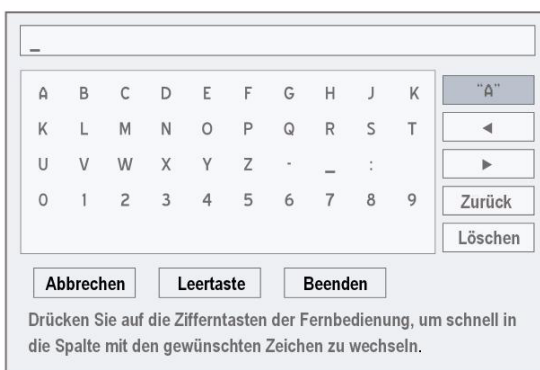 _
A B C D E F G H J K "A"
K L M N O P Q R S T ◄
U V W X Y Z - _ : ►
0 1 2 3 4 5 6 7 8 9 Zurück
Löschen
Abbrechen Leertaste Beenden
Drücken Sie auf die Zifferntasten der Fernbedienung, um schnell in
die Spalte mit den gewünschten Zeichen zu wechseln.